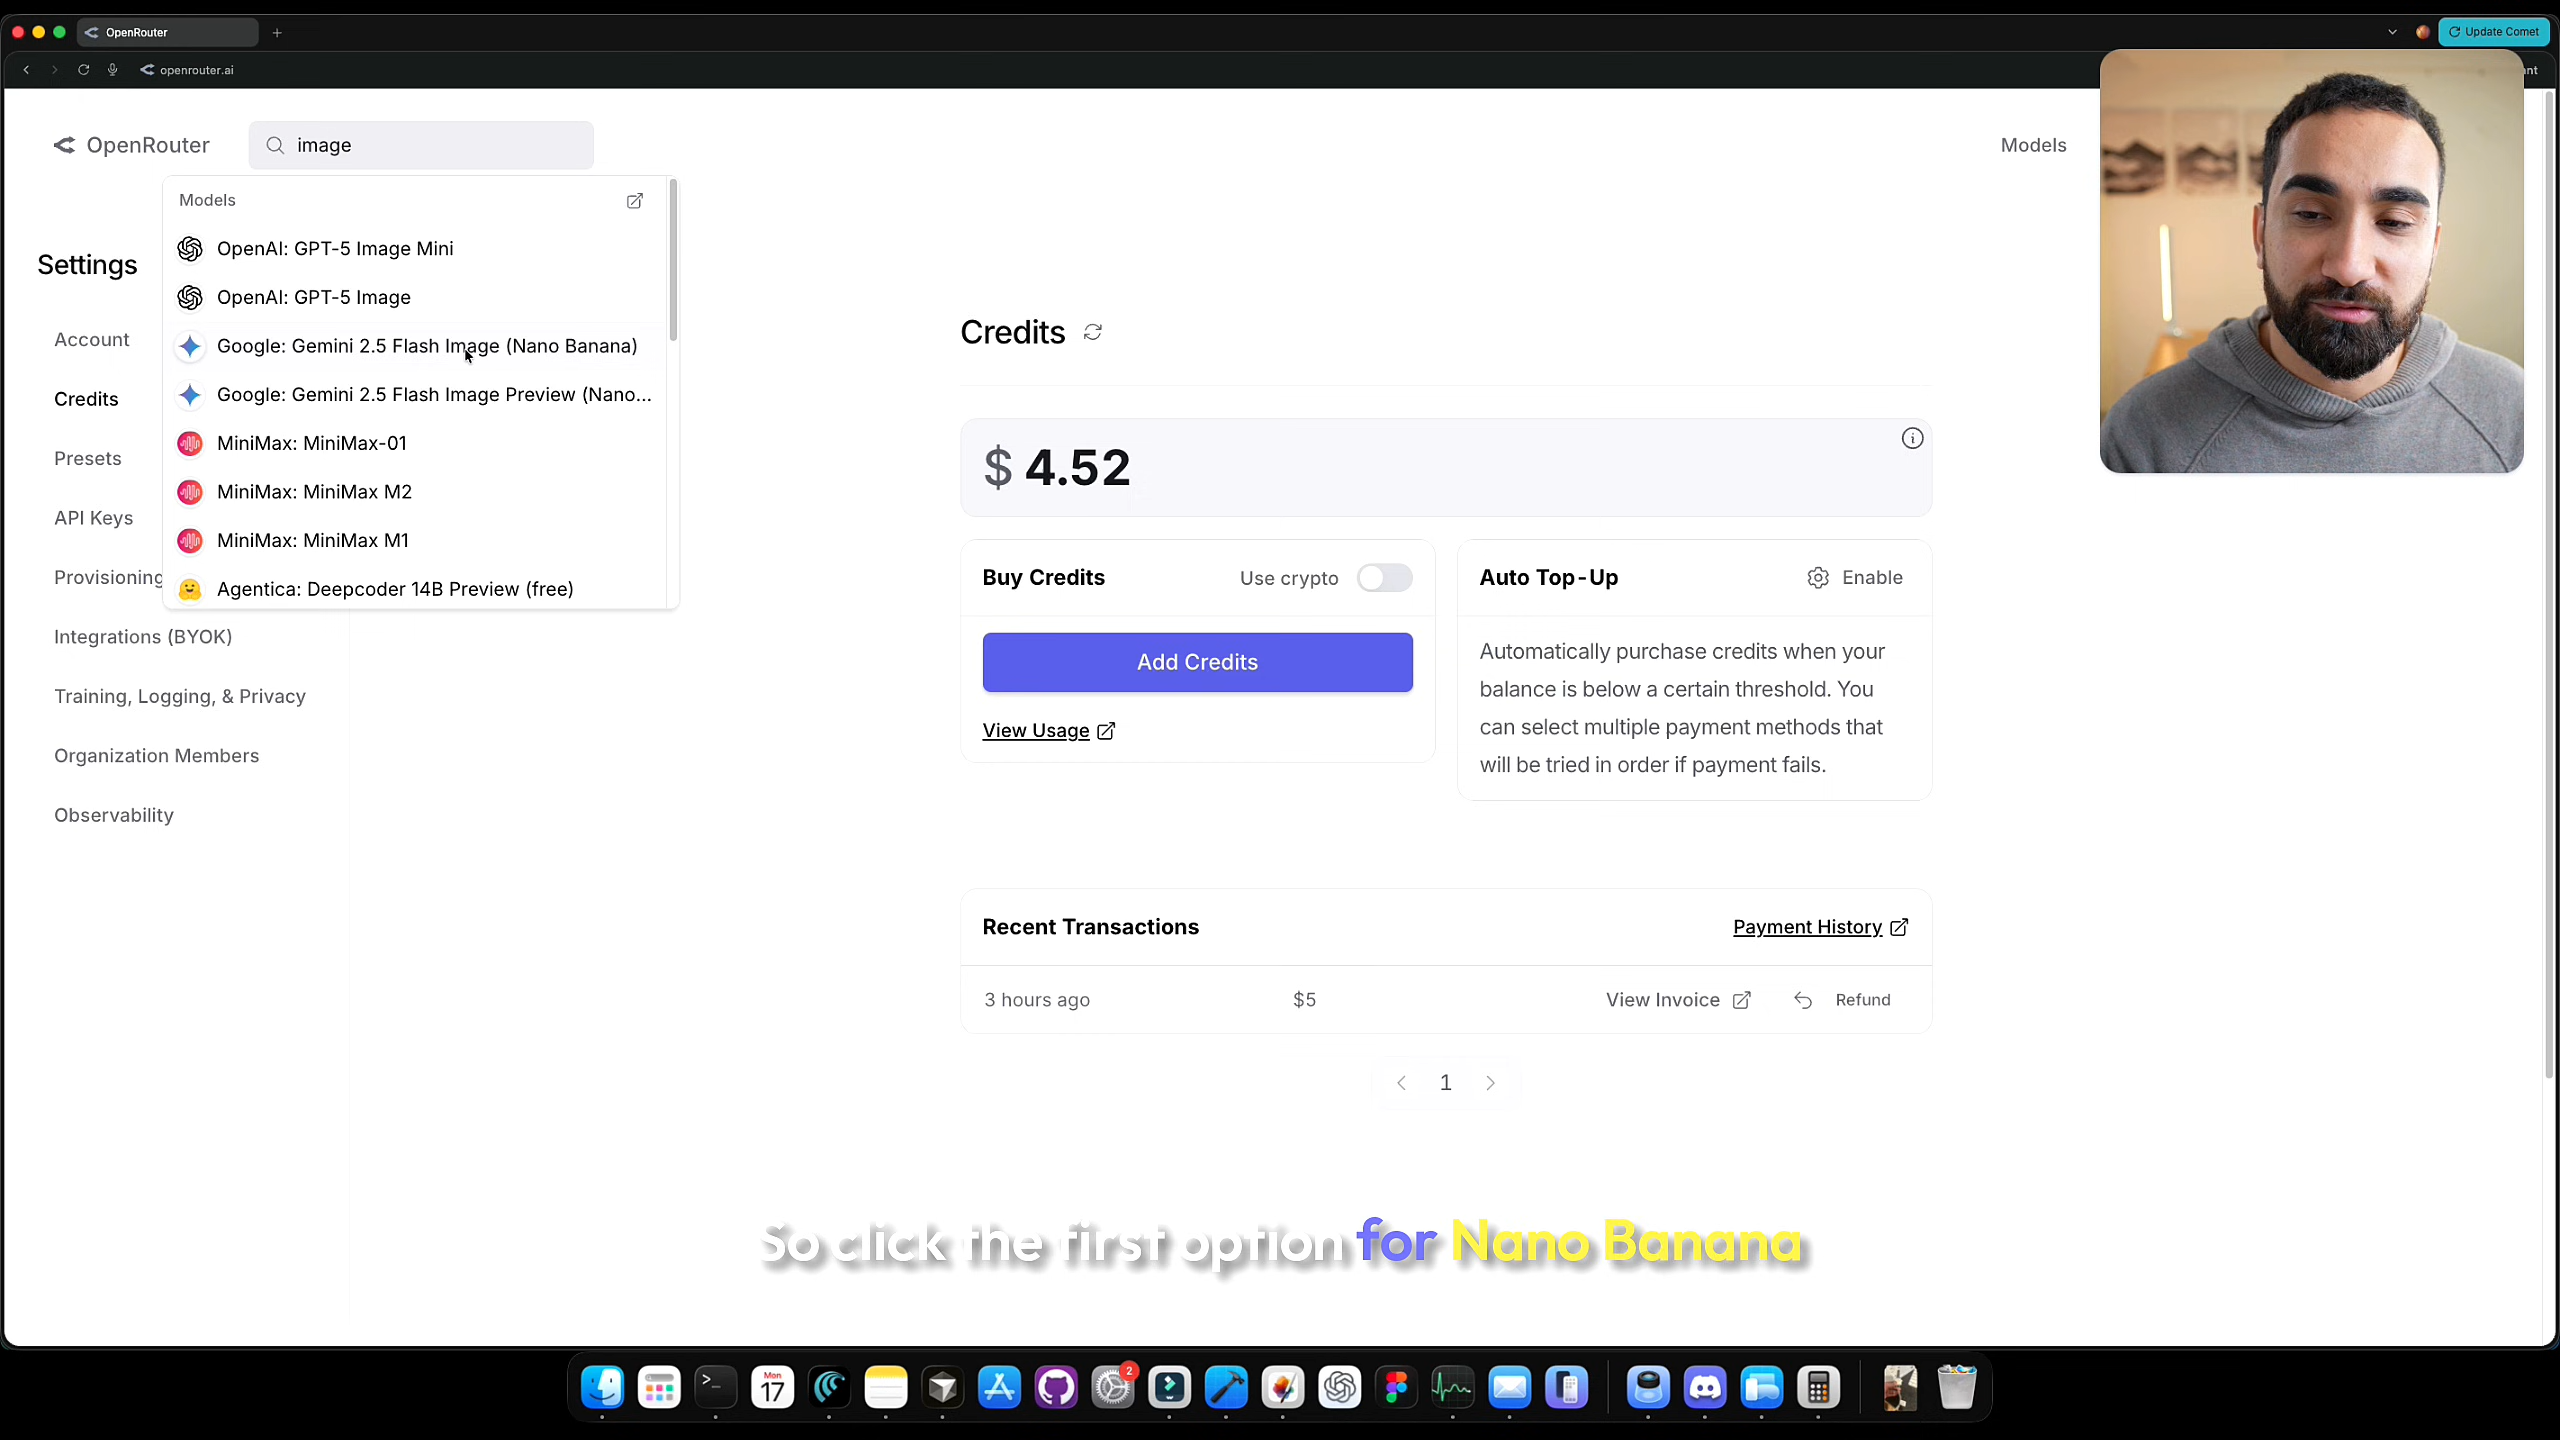 OpenRouter
Update Comet
openrouter.ai
OpenRouter
image
Models
Models
OpenAI: GPT-5 Image Mini
OpenAI: GPT-5 Image
Google: Gemini 2.5 Flash Image (Nano Banana)
Google: Gemini 2.5 Flash Image Preview (Nano...
MiniMax: MiniMax-01
MiniMax: MiniMax M2
MiniMax: MiniMax M1
Agentica: Deepcoder 14B Preview (free)
Settings
Account
Credits
Presets
API Keys
Provisioning
Integrations (BYOK)
Training, Logging, & Privacy
Organization Members
Observability
Credits
$ 4.52
Buy Credits
Use crypto
Add Credits
View Usage
Auto Top-Up
Enable
Automatically purchase credits when your
balance is below a certain threshold. You
can select multiple payment methods that
will be tried in order if payment fails.
Recent Transactions
Payment History
3 hours ago
$5
View Invoice
Refund
1
So click the first option for Nano Banana
Mon
17
2